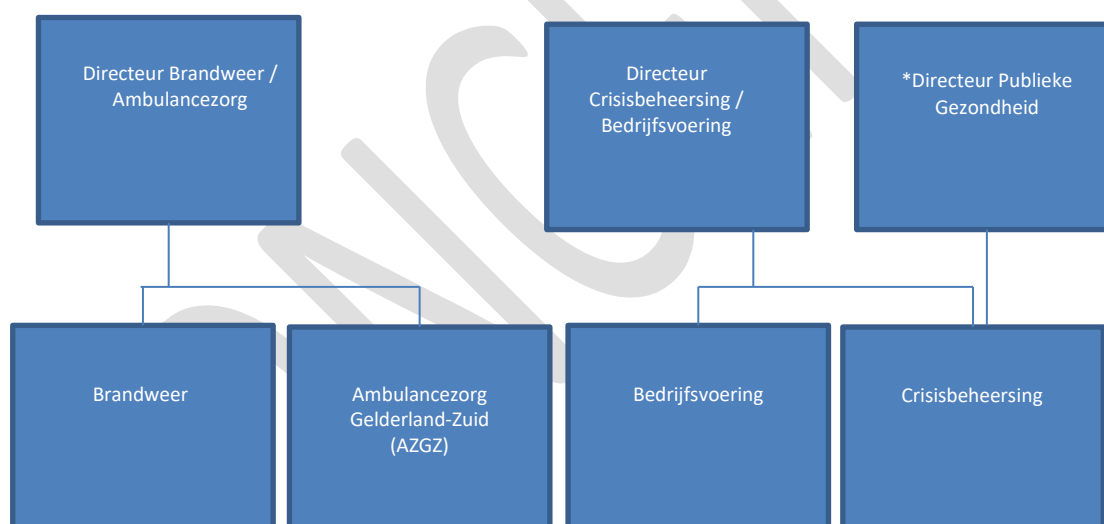 Directeur Brandweer /
Ambulancezorg
Directeur
Crisisbeheersing /
Bedrijfsvoering
*Directeur Publieke
Gezondheid
Brandweer
Ambulancezorg
Gelderland-Zuid
(AZGZ)
Bedrijfsvoering
Crisisbeheersing